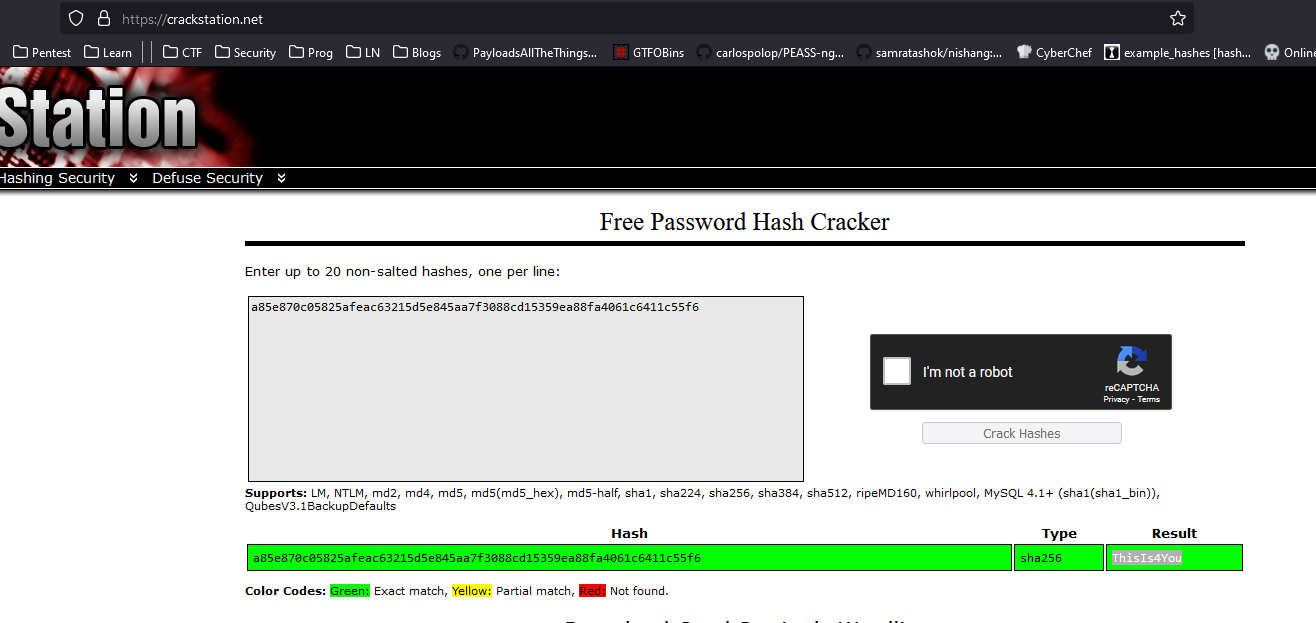 https://crackstation.net
Pentest Learn CTF Security Prog LN Blogs PayloadsAllTheThings... GTFOBins carlospolop/PEASS-ng... samratashok/nishang:... CyberChef example_hashes [hash... Online
Station
Hashing Security Defuse Security
Free Password Hash Cracker
Enter up to 20 non-salted hashes, one per line:
a85e870c05825afeac63215d5e845aa7f3088cd15359ea88fa4061c6411c55f6
I'm not a robot
reCAPTCHA
Privacy - Terms
Crack Hashes
Supports: LM, NTLM, md2, md4, md5, md5(md5_hex), md5-half, sha1, sha224, sha256, sha384, sha512, ripeMD160, whirlpool, MySQL 4.1+ (sha1(sha1_bin)),
QubesV3.1BackupDefaults
Hash Type Result
a85e870c05825afeac63215d5e845aa7f3088cd15359ea88fa4061c6411c55f6 sha256 ThisIs4You
Color Codes: Green: Exact match, Yellow: Partial match, Red: Not found.